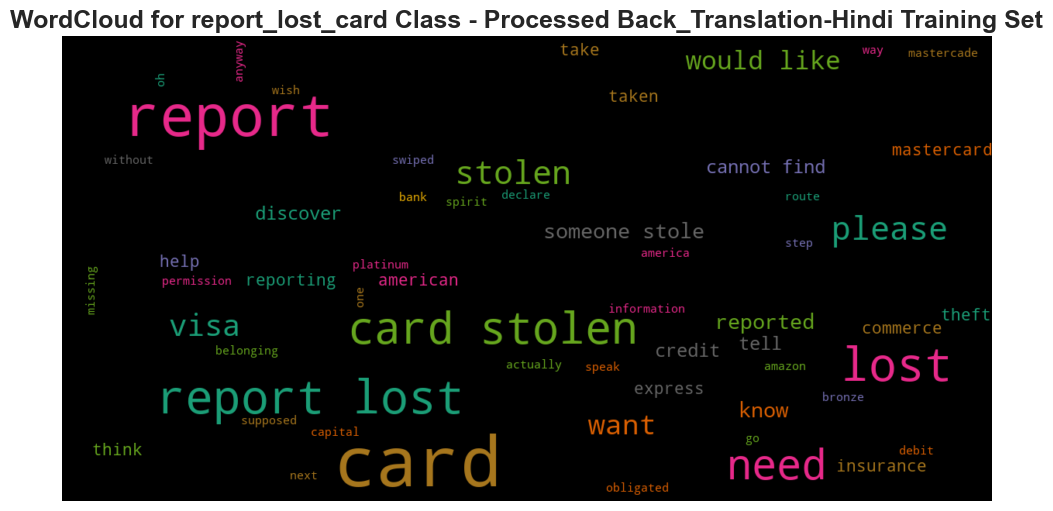 WordCloud for report_lost_card Class - Processed Back_Translation-Hindi Training Set
oh
anyway
take
would like
way
mastercade
wish
taken
report
without
swiped
stolen
cannot find
mastercard
bank
spirit
declare
route
discover
someone stole
please
step
america
help
platinum
permission
reporting
american
missing
one
information
visa
card stolen
reported
theft
commerce
belonging
credit
tell
lost
actually
speak
amazon
report lost
express
bronze
supposed
capital
want
know
go
think
card
need
debit
insurance
next
obligated